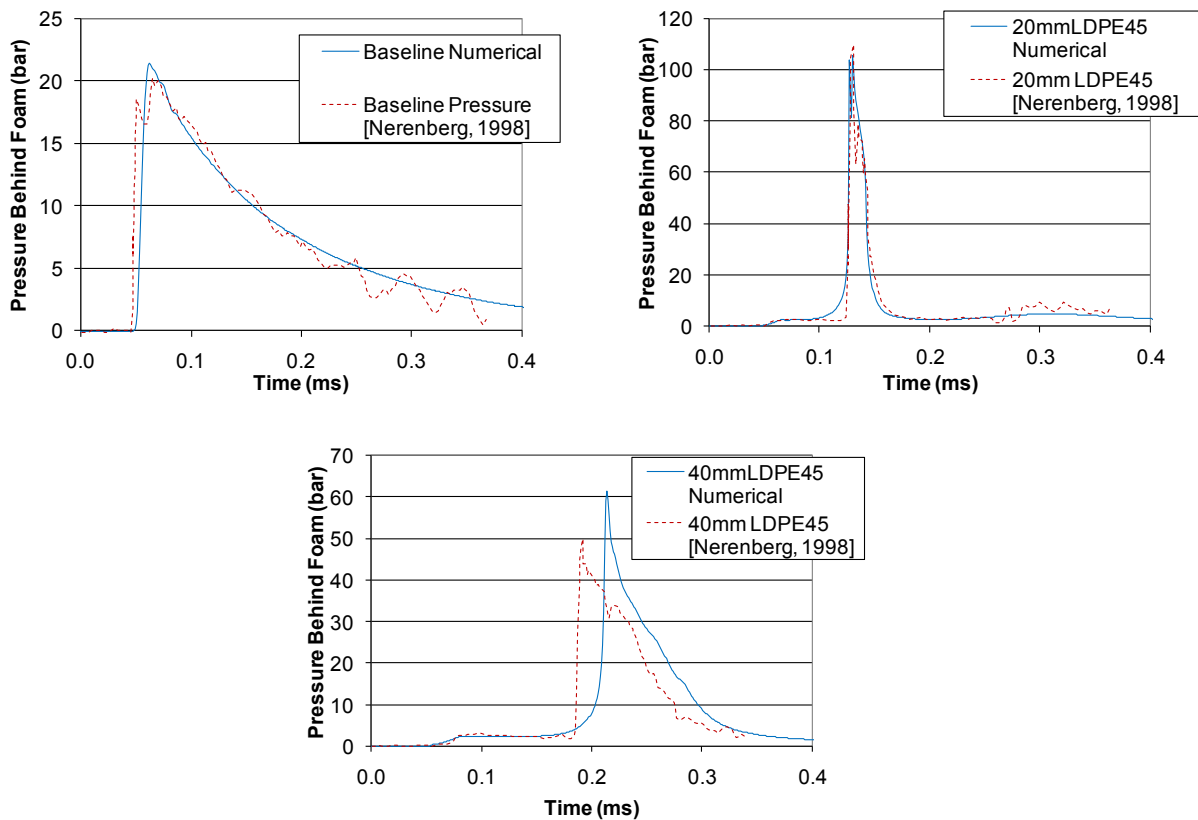 Pressure Behind Foam (bar)
25
20
15
10
5
0
0.0 0.1 0.2 0.3 0.4
Time (ms)
Baseline Numerical
Baseline Pressure
[Nerenberg, 1998]
Pressure Behind Foam (bar)
120
100
80
60
40
20
0
0.0 0.1 0.2 0.3 0.4
Time (ms)
20mmLDPE45
Numerical
20mm LDPE45
[Nerenberg, 1998]
Pressure Behind Foam (bar)
70
60
50
40
30
20
10
0
0.0 0.1 0.2 0.3 0.4
Time (ms)
40mmLDPE45
Numerical
40mm LDPE45
[Nerenberg, 1998]